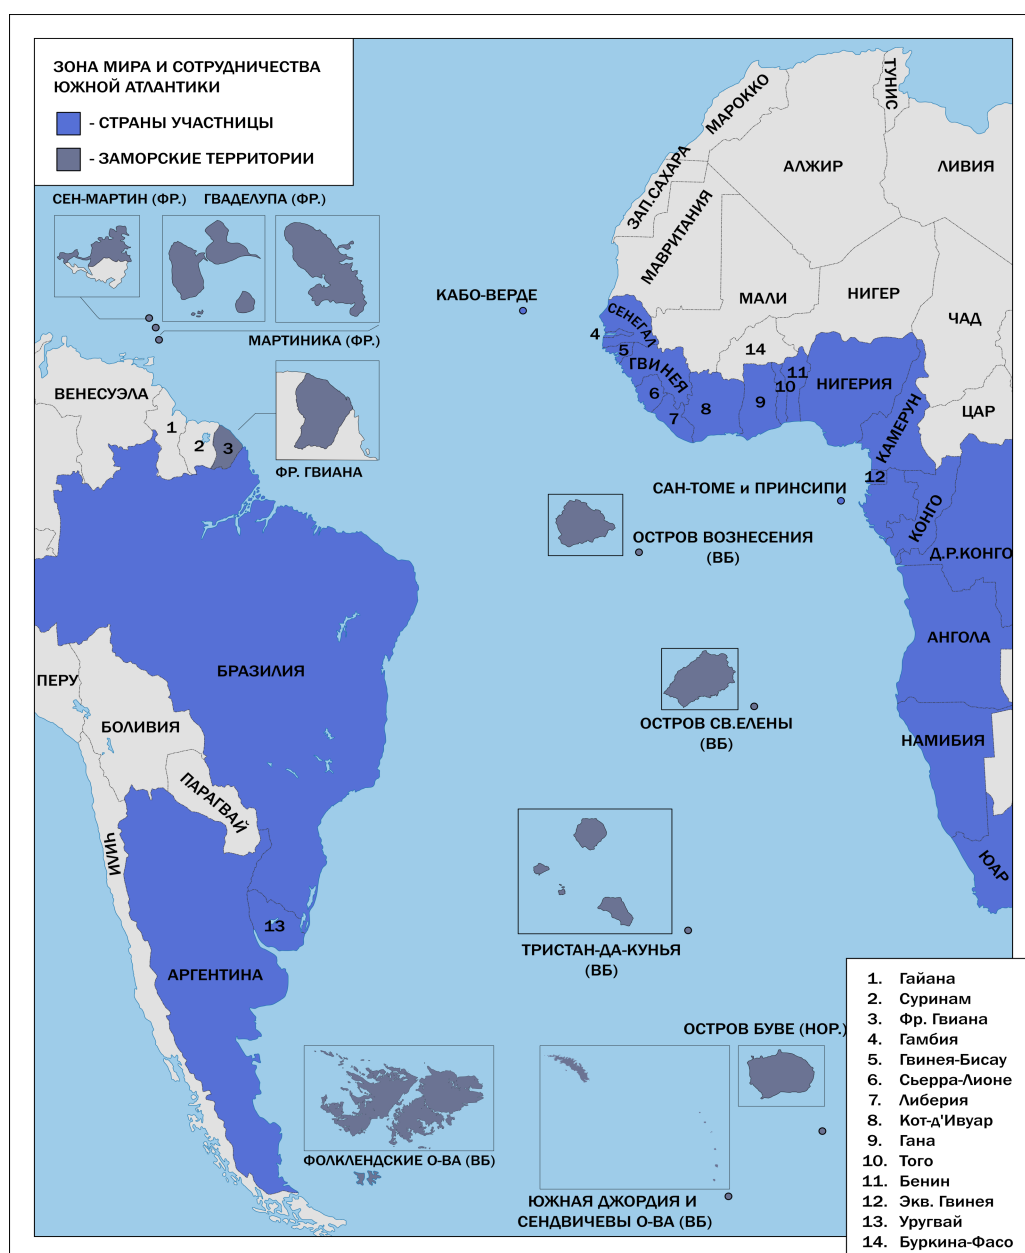 ЗОНА МИРА И СОТРУДНИЧЕСТВА
ЮЖНОЙ АТЛАНТИКИ
- СТРАНЫ УЧАСТНИЦЫ
- ЗАМОРСКИЕ ТЕРРИТОРИИ
СЕН-МАРТИН (ФР.)
ГВАДЕЛУПА (ФР.)
МАРТИНИКА (ФР.)
ФР. ГВИАНА
ТУНИС
МАРОККО
АЛЖИР
ЛИВИЯ
ЗАП.САХАРА
МАВРИТАНИЯ
КАБО-ВЕРДЕ
МАЛИ
НИГЕР
ЧАД
СЕНЕГАЛ
4
5
ГВИНЕЯ
14
6
7
8
9
10
11
НИГЕРИЯ
ЦАР
КАМЕРУН
12
ВЕНЕСУЭЛА
1
2
3
САН-ТОМЕ и ПРИНСИПИ
КОНГО
Д.Р.КОНГО
ОСТРОВ ВОЗНЕСЕНИЯ
(ВБ)
АНГОЛА
БРАЗИЛИЯ
ПЕРУ
БОЛИВИЯ
ОСТРОВ СВ.ЕЛЕНЫ
(ВБ)
НАМИБИЯ
ПАРАГВАЙ
ЧИЛИ
ЮАР
13
АРГЕНТИНА
ТРИСТАН-ДА-КУНЬЯ
(ВБ)
ОСТРОВ БУВЕ (НОР.)
ФОЛКЛЕНДСКИЕ О-ВА (ВБ)
ЮЖНАЯ ДЖОРДИЯ И
СЕНДВИЧЕВЫ О-ВА (ВБ)
1. Гайана
2. Суринам
3. Фр. Гвиана
4. Гамбия
5. Гвинея-Бисау
6. Сьерра-Лионе
7. Либерия
8. Кот-д'Ивуар
9. Гана
10. Того
11. Бенин
12. Экв. Гвинея
13. Уругвай
14. Буркина-Фасо